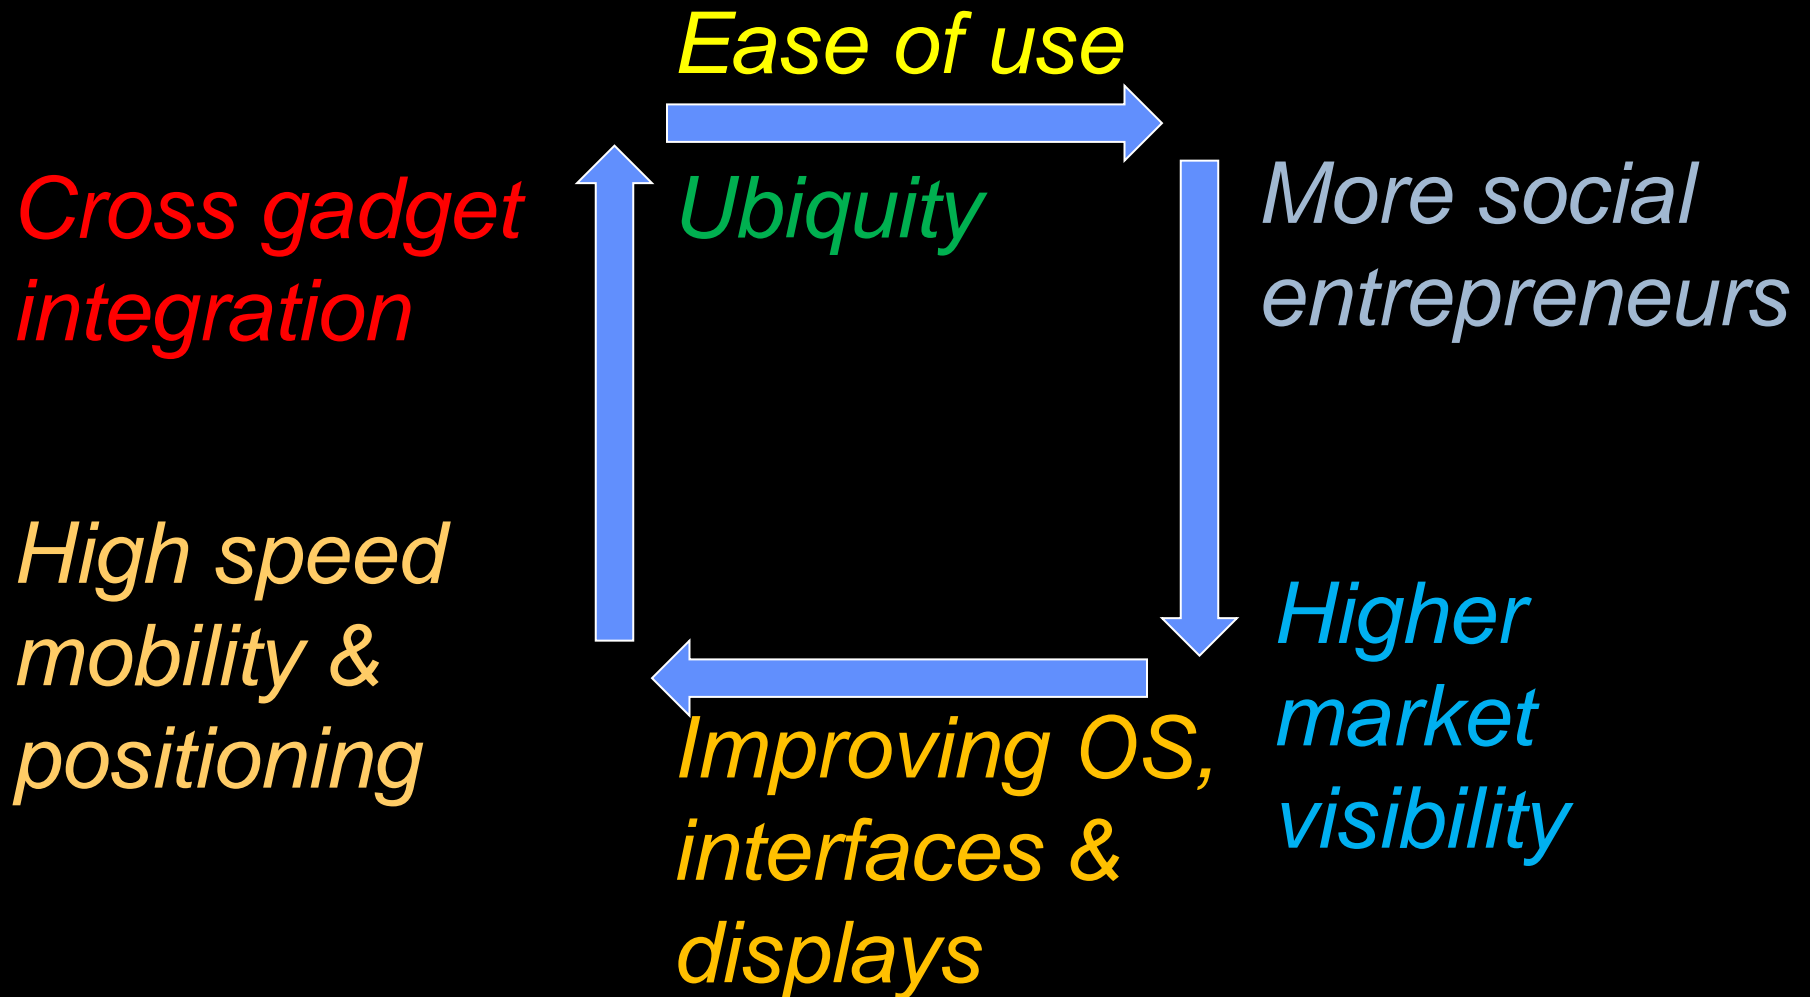 Ease of use
Ubiquity
More social
entrepreneurs
Higher
market
visibility
Improving OS,
interfaces &
displays
High speed
mobility &
positioning
Cross gadget
integration